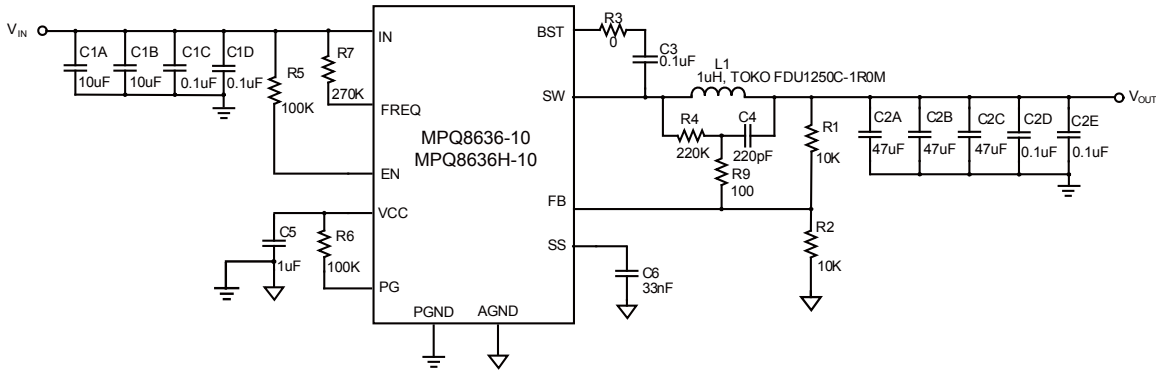 V IN
C1A
10uF
C1B
10uF
C1C
0.1uF
C1D
0.1uF
R5
100K
R7
270K
IN
FREQ
EN
VCC
PG
PGND
AGND
BST
SW
FB
SS
MPQ8636-10
MPQ8636H-10
C5
1uF
R6
100K
R3
0
C3
0.1uF
L1
1uH, TOKO FDU1250C-1R0M
R4
220K
C4
220pF
R9
100
R1
10K
R2
10K
C6
33nF
C2A
47uF
C2B
47uF
C2C
47uF
C2D
0.1uF
C2E
0.1uF
V OUT